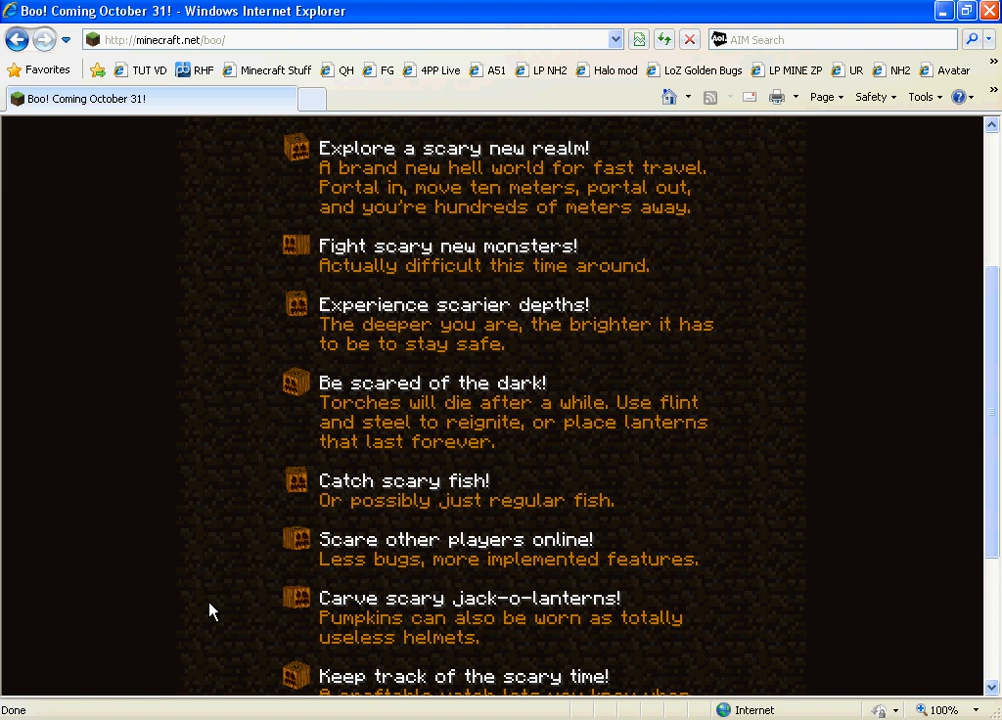 Boo! Coming October 31! - Windows Internet Explorer
http://minecraft.net/boo/
AOL AIM Search
Favorites TUT VD RHF Minecraft Stuff QH FG 4PP Live A51 LP NH2 Halo mod LoZ Golden Bugs LP MINE ZP UR NH2 Avatar
Boo! Coming October 31!
Page Safety Tools
Explore a scary new realm!
A brand new hell world for fast travel.
Portal in, move ten meters, portal out,
and you're hundreds of meters away.
Fight scary new monsters!
Actually difficult this time around.
Experience scarier depths!
The deeper you are, the brighter it has
to be to stay safe.
Be scared of the dark!
Torches will die after a while. Use flint
and steel to reignite, or place lanterns
that last forever.
Catch scary fish!
Or possibly just regular fish.
Scare other players online!
Less bugs, more implemented features.
Carve scary jack-o-lanterns!
Pumpkins can also be worn as totally
useless helmets.
Keep track of the scary time!
A craftable watch lets you know when
Done Internet 100%